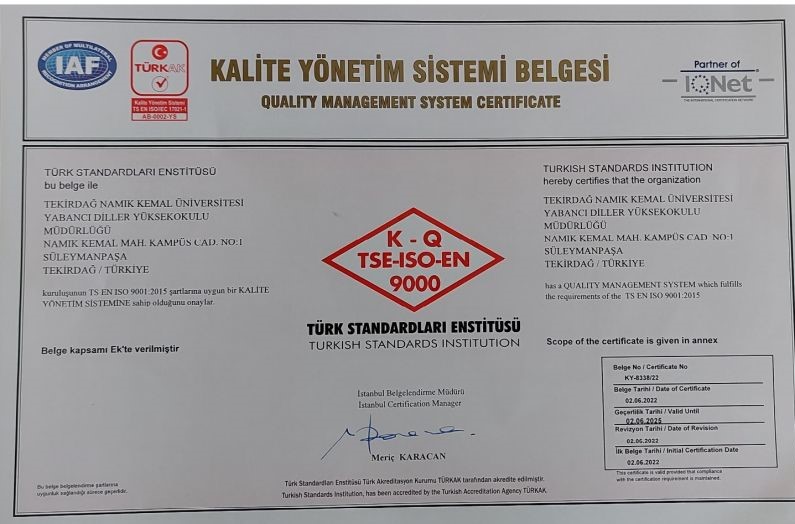 MEMBER OF MULTILATERAL
IAF
RECOGNITION ARRANGEMENT
TÜRKAK
Kalite Yönetim Sistemi
TS EN ISO/IEC 17021-1
AB-0002-YS
KALİTE YÖNETİM SİSTEMİ BELGESİ
QUALITY MANAGEMENT SYSTEM CERTIFICATE
Partner of
IQNet
THE INTERNATIONAL CERTIFICATION NETWORK
TÜRK STANDARDLARI ENSTİTÜSÜ
bu belge ile
TEKİRDAĞ NAMIK KEMAL ÜNİVERSİTESİ
YABANCI DİLLER YÜKSEKOKULU
MÜDÜRLÜĞÜ
NAMIK KEMAL MAH. KAMPÜS CAD. NO:1
SÜLEYMANPAŞA
TEKİRDAĞ / TÜRKİYE
kuruluşunun TS EN ISO 9001:2015 şartlarına uygun bir KALİTE
YÖNETİM SİSTEMİNE sahip olduğunu onaylar.
Belge kapsamı Ek'te verilmiştir
K - Q
TSE-ISO-EN
9000
TÜRK STANDARDLARI ENSTİTÜSÜ
TURKISH STANDARDS INSTITUTION
TURKISH STANDARDS INSTITUTION
hereby certifies that the organization
TEKİRDAĞ NAMIK KEMAL ÜNİVERSİTESİ
YABANCI DİLLER YÜKSEKOKULU
MÜDÜRLÜĞÜ
NAMIK KEMAL MAH. KAMPÜS CAD. NO:1
SÜLEYMANPAŞA
TEKİRDAĞ / TÜRKİYE
has a QUALITY MANAGEMENT SYSTEM which fulfills
the requirements of the TS EN ISO 9001:2015
Scope of the certificate is given in annex
Belge No / Certificate No
KY-8338/22
Belge Tarihi / Date of Certificate
02.06.2022
Geçerlilik Tarihi / Valid Until
02.06.2025
Revizyon Tarihi / Date of Revision
02.06.2022
İlk Belge Tarihi / Initial Certification Date
02.06.2022
This certificate is valid provided that compliance
with the certification requirement is maintained.
İstanbul Belgelendirme Müdürü
İstanbul Certification Manager
Meriç KARACAN
Bu belge belgelendirme şartlarına
uygunluk sağlandığı sürece geçerlidir.
Türk Standardları Enstitüsü Türk Akreditasyon Kurumu TÜRKAK tarafından akredite edilmiştir.
Turkish Standards Institution, has been accredited by the Turkish Accreditation Agency TÜRKAK.